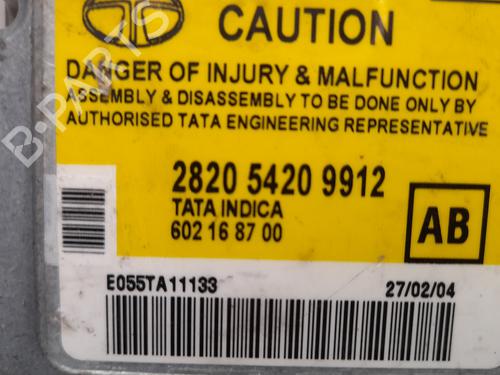 CAUTION
DANGER OF INJURY & MALFUNCTION
ASSEMBLY & DISASSEMBLY TO BE DONE ONLY BY
AUTHORISED TATA ENGINEERING REPRESENTATIVE
2820 5420 9912
TATA INDICA
602 16 87 00
AB
E055TA11133
27/02/04
B-PARTS